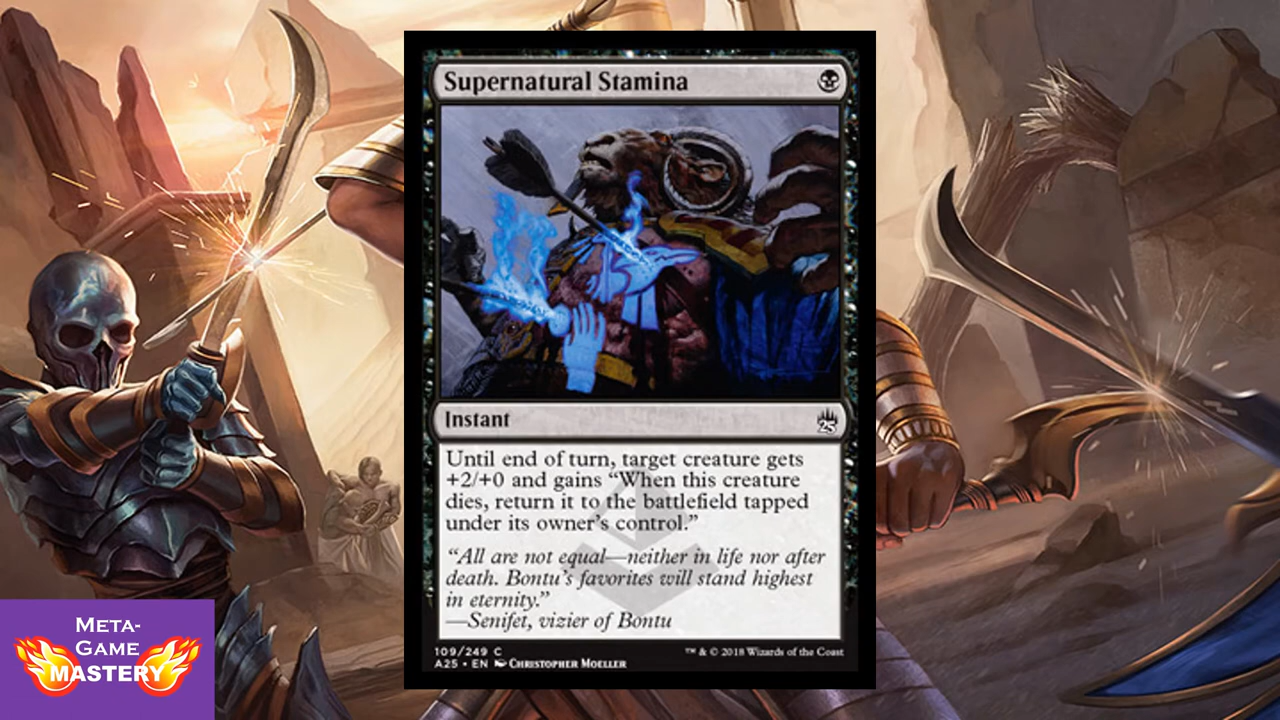 Supernatural Stamina
Instant
25
Until end of turn, target creature gets
+2/+0 and gains “When this creature
dies, return it to the battlefield tapped
under its owner’s control.”
“All are not equal—neither in life nor after
death. Bontu’s favorites will stand highest
in eternity.”
—Senifet, vizier of Bontu
109/249 C
A25 • EN Christopher Moeller
™ & © 2018 Wizards of the Coast
Meta-
Game
Mastery